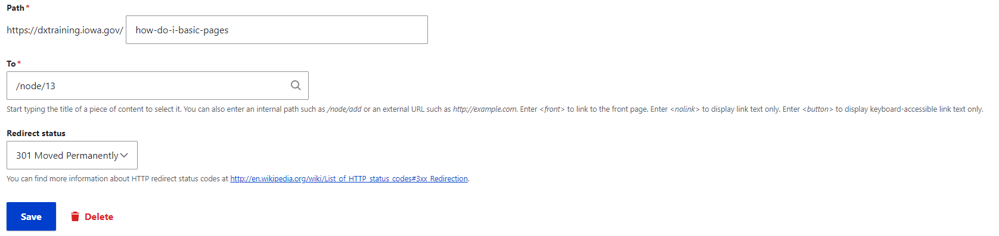 Path*
https://dxtraining.iowa.gov/ how-do-i-basic-pages
To*
/node/13
Start typing the title of a piece of content to select it. You can also enter an internal path such as /node/add or an external URL such as http://example.com. Enter <front> to link to the front page. Enter <nolink> to display link text only. Enter <button> to display keyboard-accessible link text only.
Redirect status
301 Moved Permanently
You can find more information about HTTP redirect status codes at http://en.wikipedia.org/wiki/List_of_HTTP_status_codes#3xx_Redirection.
Save Delete